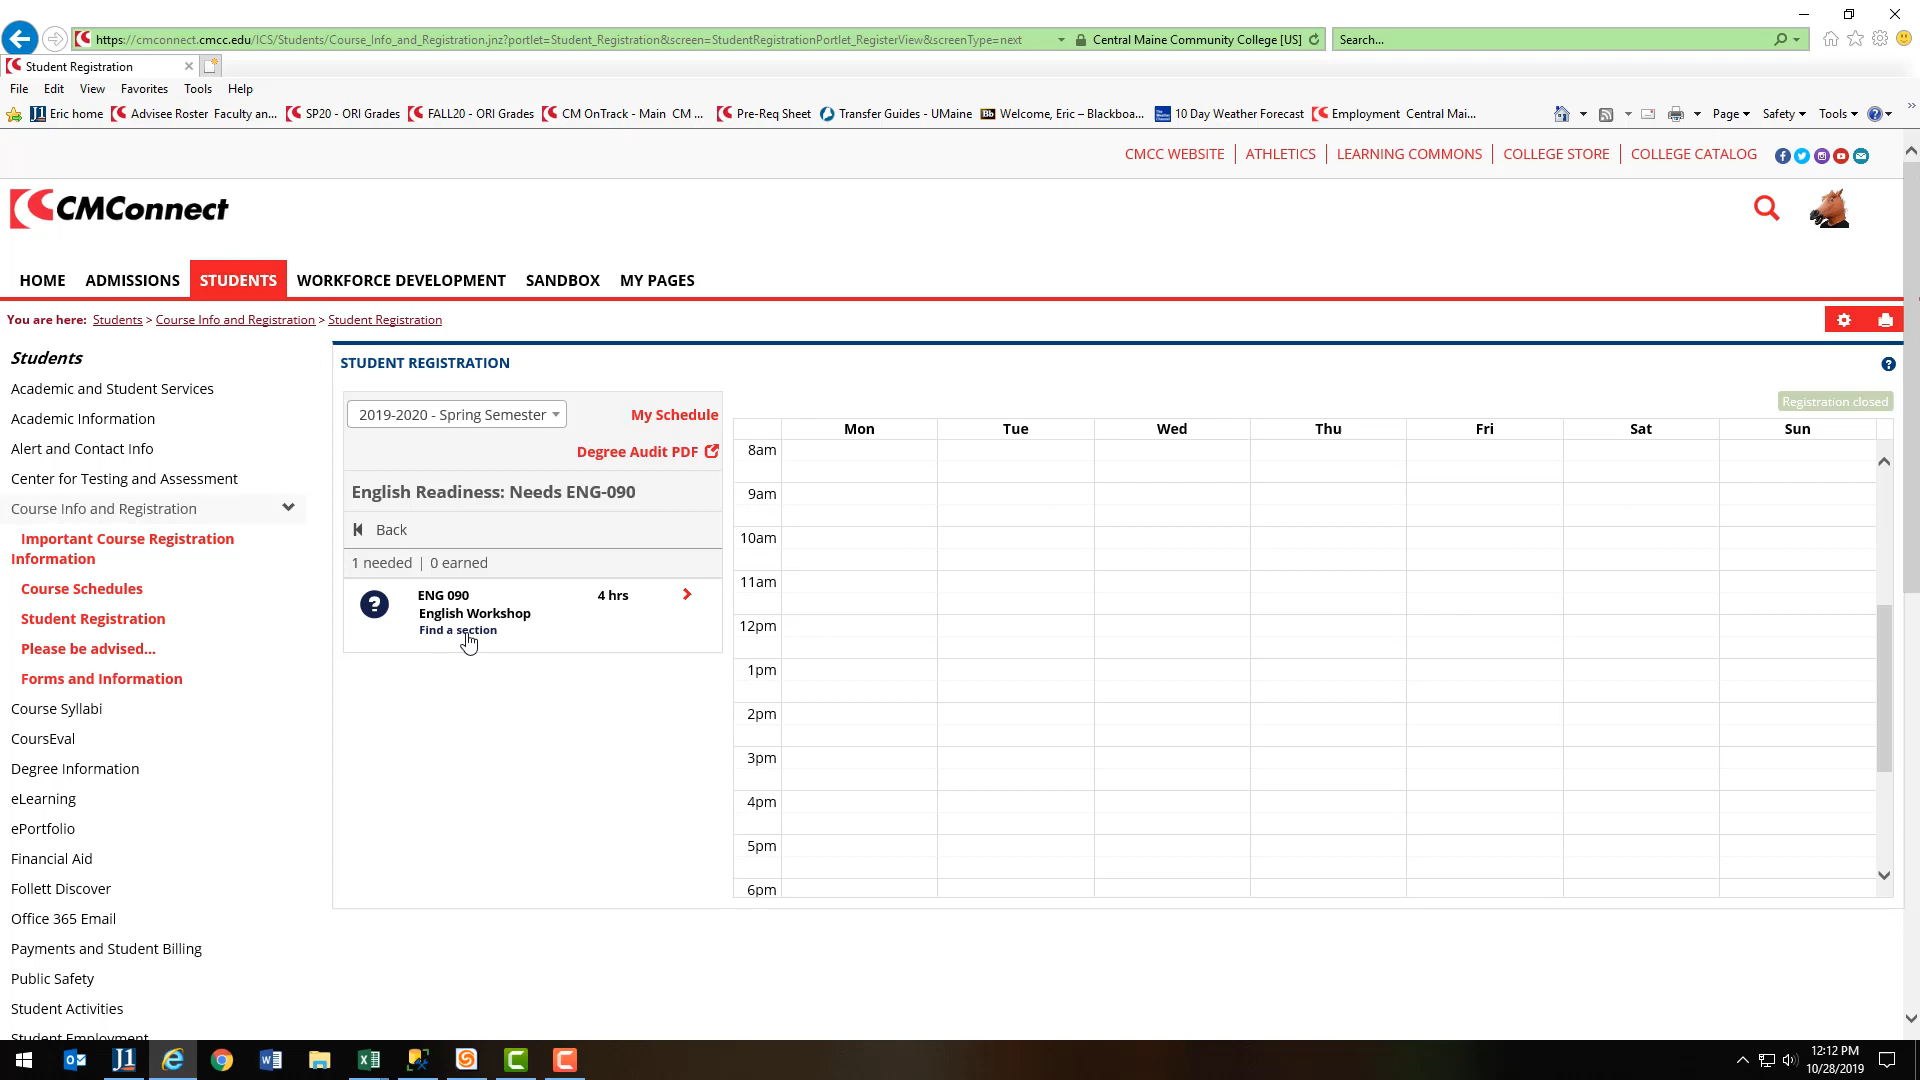 https://cmconnect.cmcc.edu/ICS/Students/Course_Info_and_Registration.jnz?portlet=Student_Registration&screen=StudentRegistrationPortlet_RegisterView&screenType=next
Central Maine Community College [US]
Search...
Student Registration
File Edit View Favorites Tools Help
J1 Eric home
Advisee Roster Faculty an...
SP20 - ORI Grades
FALL20 - ORI Grades
CM OnTrack - Main CM ...
Pre-Req Sheet
Transfer Guides - UMaine
Bb Welcome, Eric – Blackboa...
10 Day Weather Forecast
Employment Central Mai...
Page
Safety
Tools
CMCC WEBSITE
ATHLETICS
LEARNING COMMONS
COLLEGE STORE
COLLEGE CATALOG
CMConnect
HOME
ADMISSIONS
STUDENTS
WORKFORCE DEVELOPMENT
SANDBOX
MY PAGES
You are here: Students > Course Info and Registration > Student Registration
Students
Academic and Student Services
Academic Information
Alert and Contact Info
Center for Testing and Assessment
Course Info and Registration
Important Course Registration
Information
Course Schedules
Student Registration
Please be advised...
Forms and Information
Course Syllabi
CoursEval
Degree Information
eLearning
ePortfolio
Financial Aid
Follett Discover
Office 365 Email
Payments and Student Billing
Public Safety
Student Activities
Student Employment
STUDENT REGISTRATION
2019-2020 - Spring Semester
My Schedule
Degree Audit PDF
English Readiness: Needs ENG-090
Back
1 needed | 0 earned
ENG 090
4 hrs
English Workshop
Find a section
Registration closed
Mon Tue Wed Thu Fri Sat Sun
8am
9am
10am
11am
12pm
1pm
2pm
3pm
4pm
5pm
6pm
12:12 PM
10/28/2019